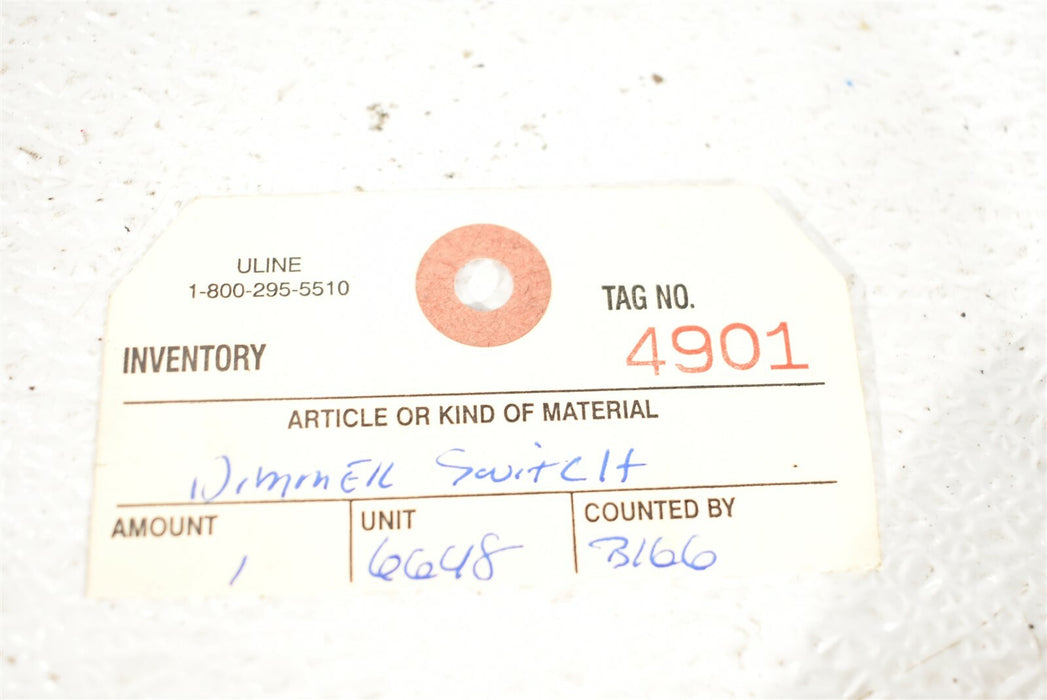 ULINE
1-800-295-5510
TAG NO.
4901
INVENTORY
ARTICLE OR KIND OF MATERIAL
DimmER SwitcH
AMOUNT
1
UNIT
6648
COUNTED BY
B166